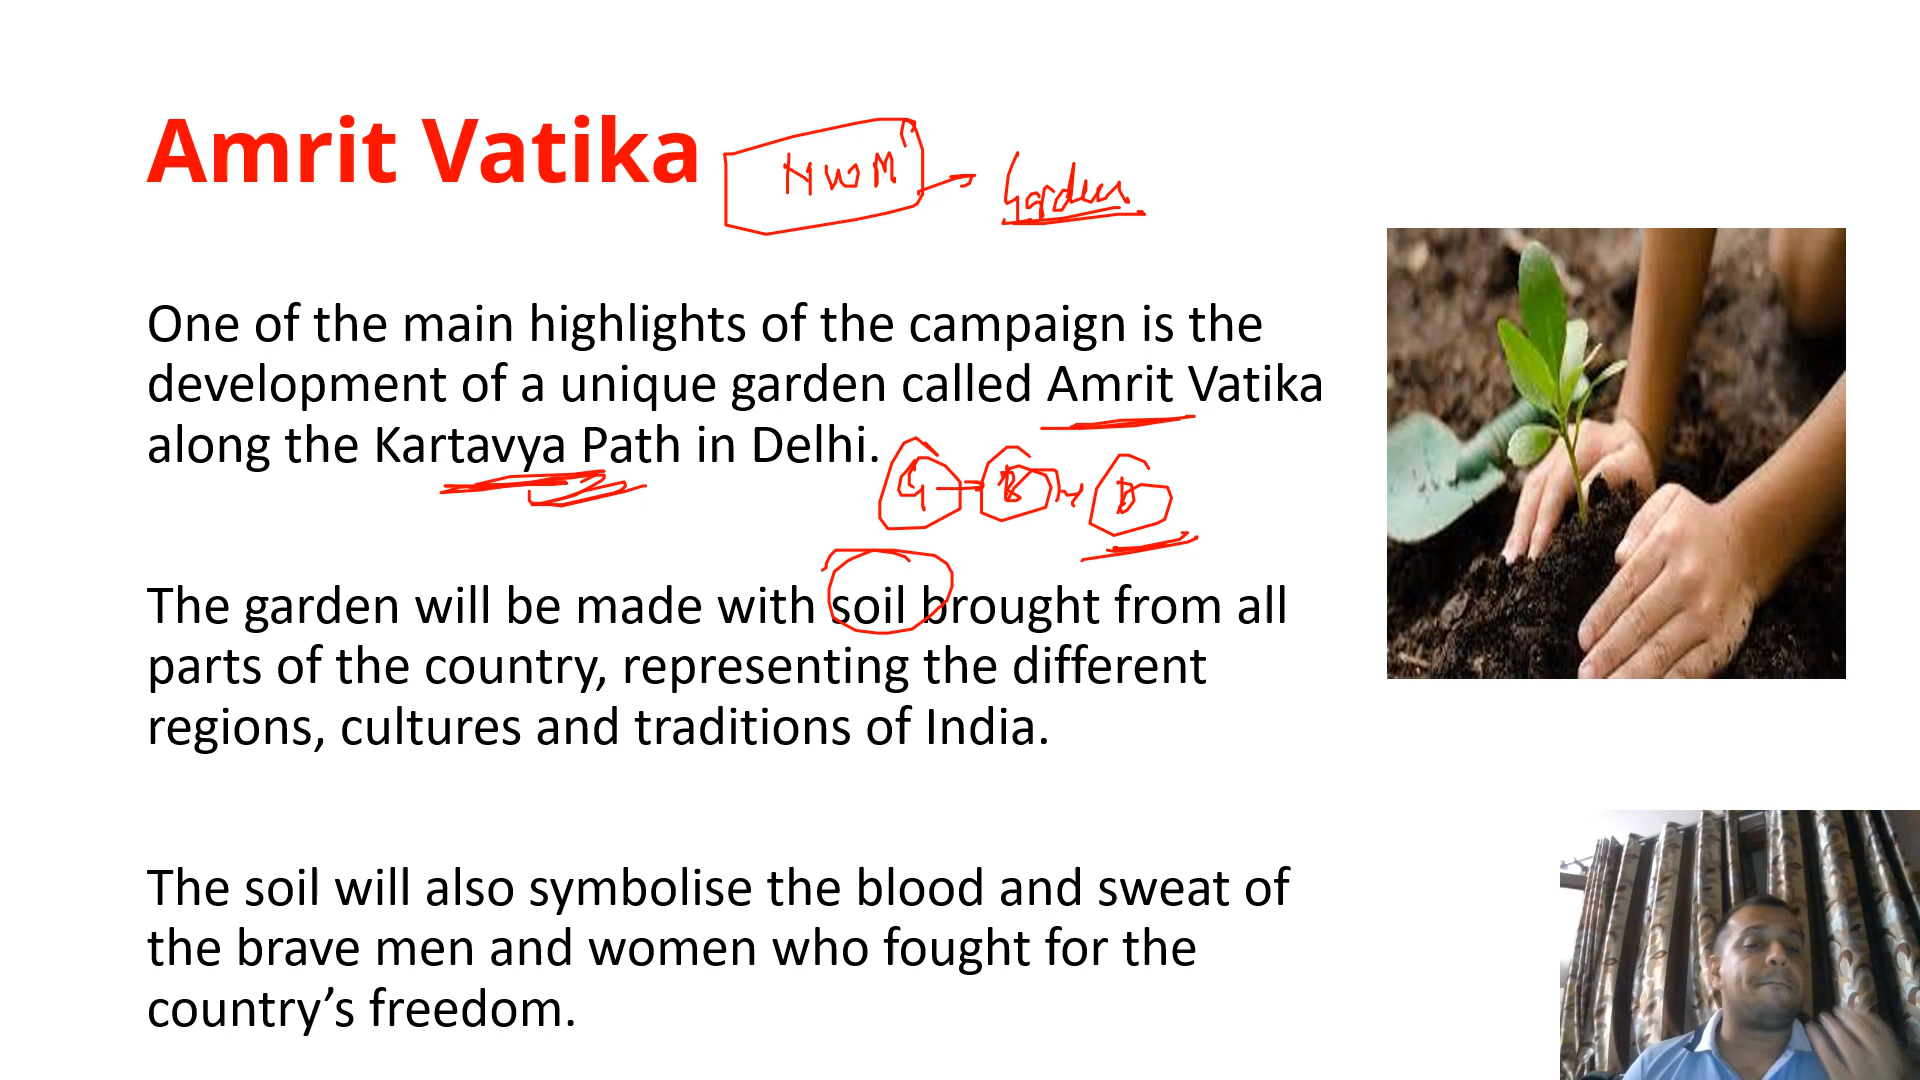 Amrit Vatika
NWM
Garden
One of the main highlights of the campaign is the
development of a unique garden called Amrit Vatika
along the Kartavya Path in Delhi.
G B D
The garden will be made with soil brought from all
parts of the country, representing the different
regions, cultures and traditions of India.
The soil will also symbolise the blood and sweat of
the brave men and women who fought for the
country’s freedom.